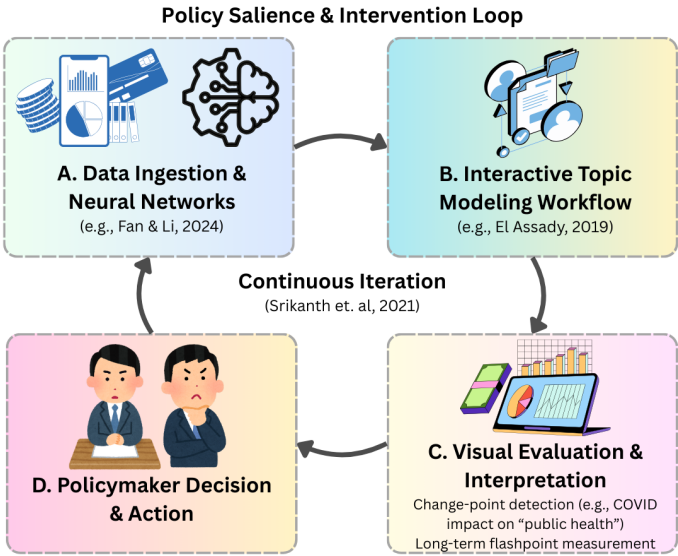 Policy Salience & Intervention Loop
A. Data Ingestion &
Neural Networks
(e.g., Fan & Li, 2024)
B. Interactive Topic
Modeling Workflow
(e.g., El Assady, 2019)
Continuous Iteration
(Srikanth et. al, 2021)
C. Visual Evaluation &
Interpretation
Change-point detection (e.g., COVID
impact on “public health”)
Long-term flashpoint measurement
D. Policymaker Decision
& Action